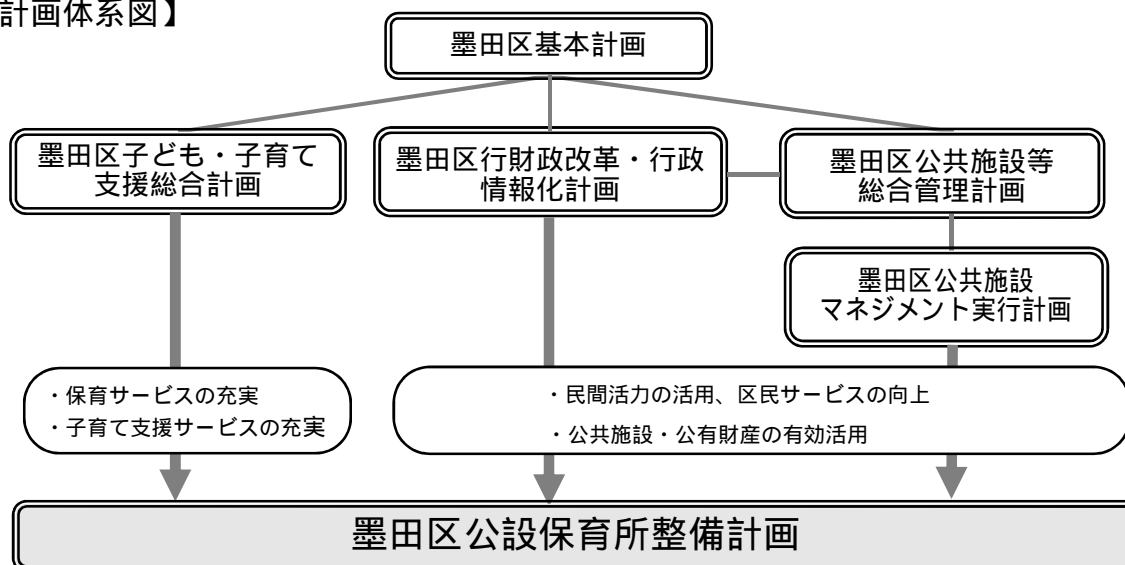 計画体系図】
墨田区基本計画
墨田区子ども・子育て
支援総合計画
墨田区行財政改革・行政
情報化計画
墨田区公共施設等
総合管理計画
墨田区公共施設
マネジメント実行計画
・保育サービスの充実
・子育て支援サービスの充実
・民間活力の活用、区民サービスの向上
・公共施設・公有財産の有効活用
墨田区公設保育所整備計画